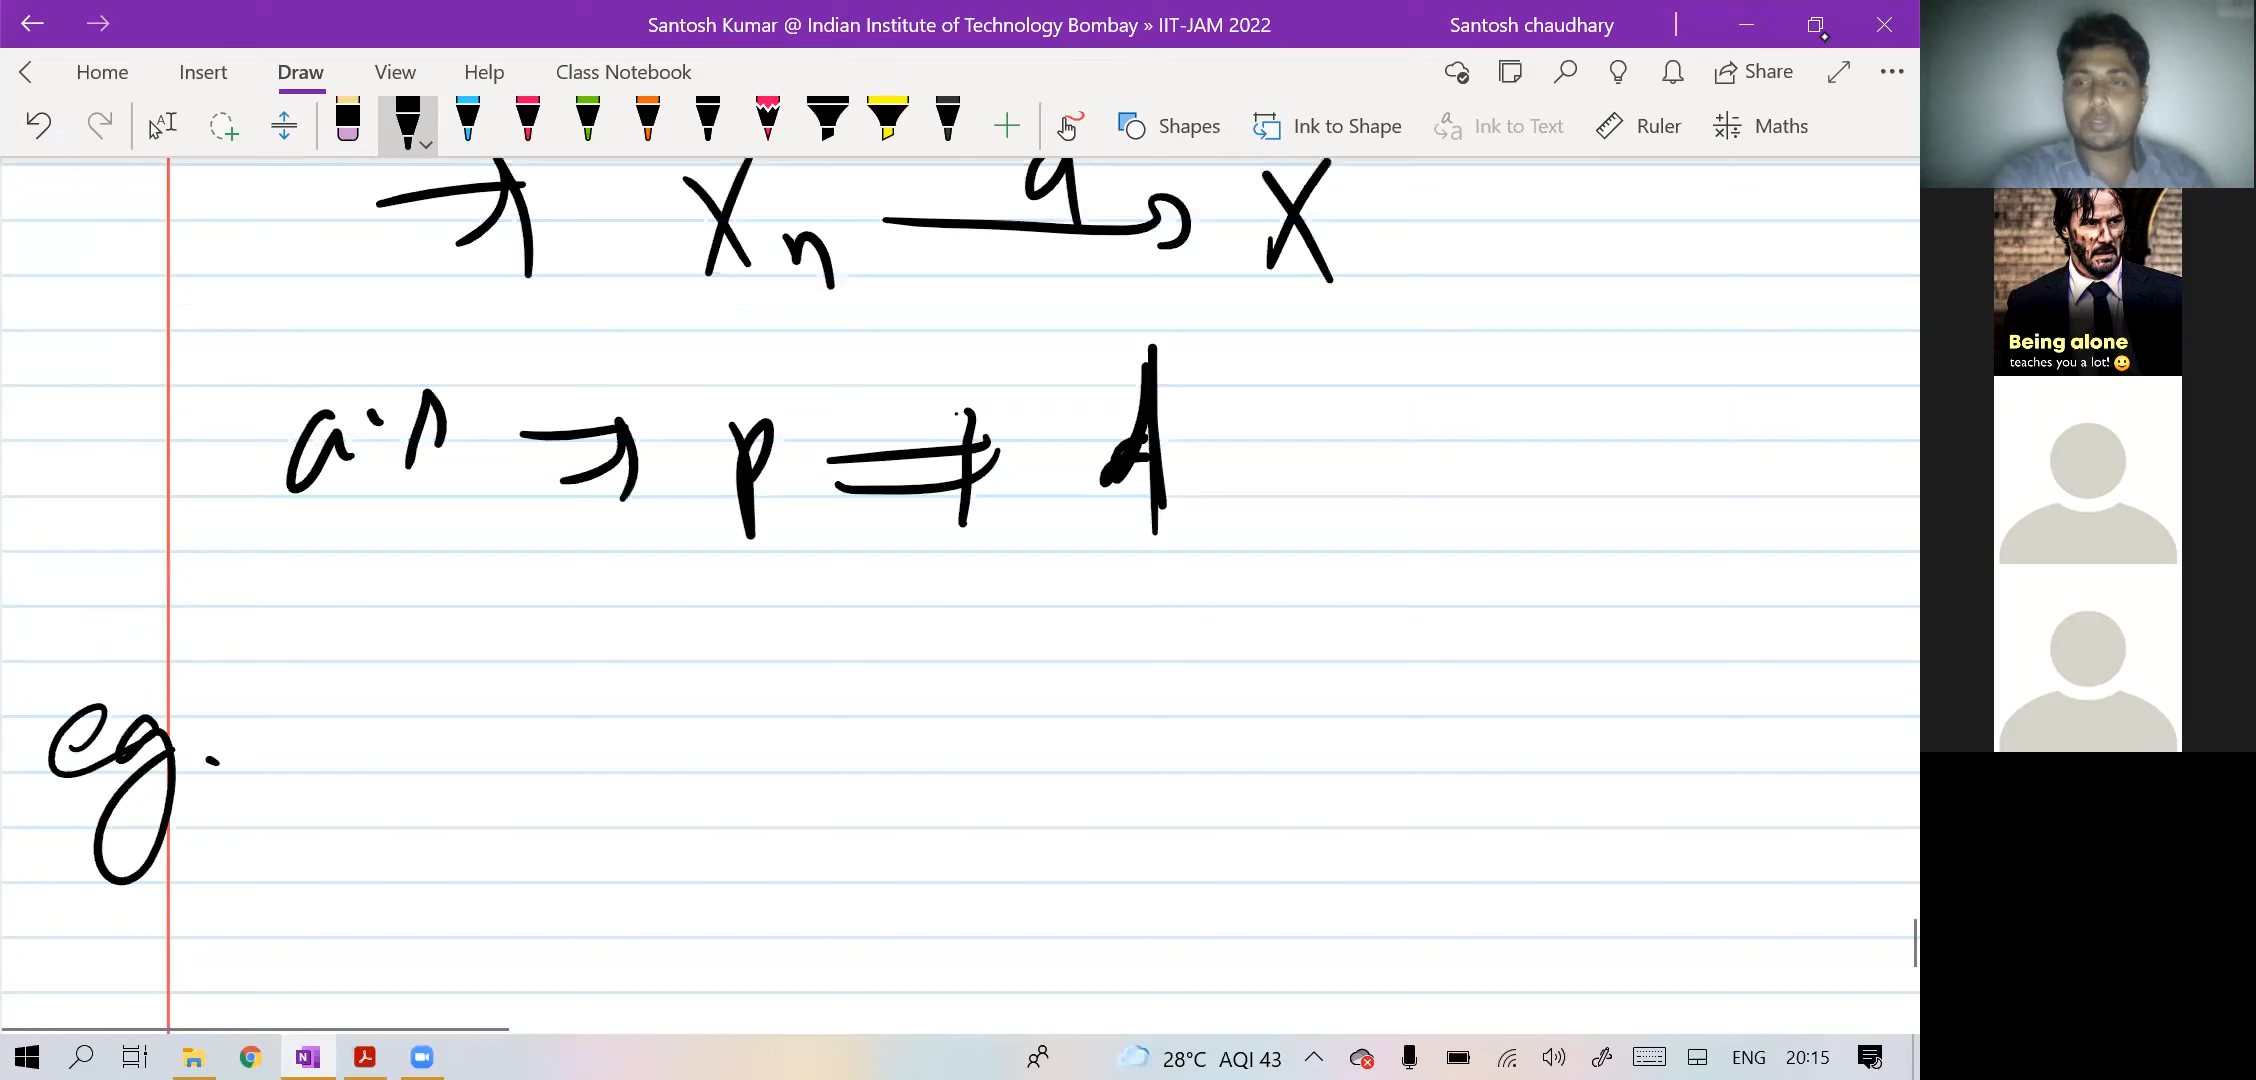 Santosh Kumar @ Indian Institute of Technology Bombay » IIT-JAM 2022 Santosh chaudhary
Home Insert Draw View Help Class Notebook Share
Shapes Ink to Shape Ink to Text Ruler Maths
→ Xn → X
a.s → p ⇒ d
eg.
Being alone
teaches you a lot! 😀
28°C AQI 43 ENG 20:15